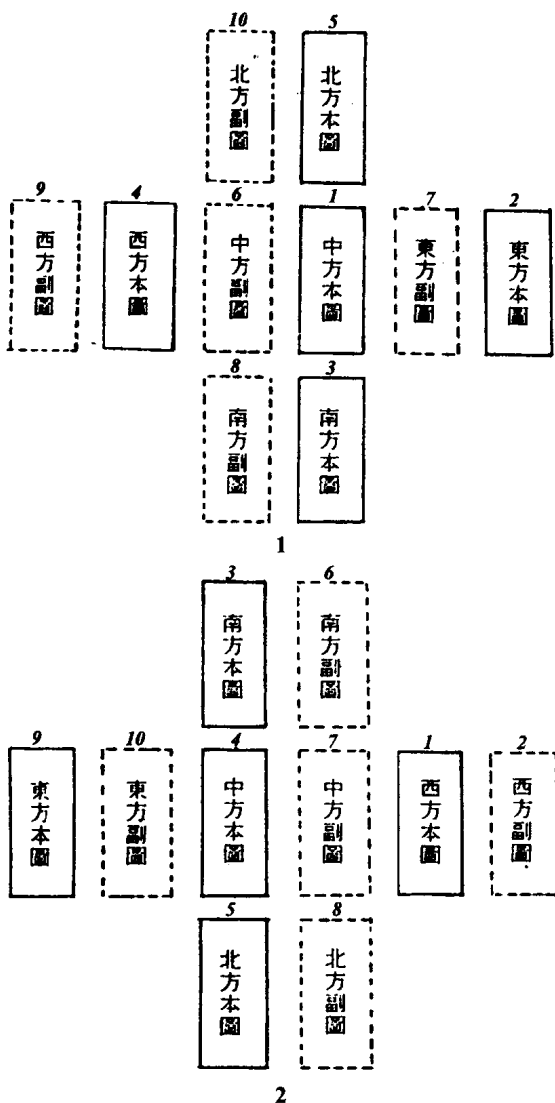 10 5
北方副圖 北方本圖
9 4 6 1 7 2
西方副圖 西方本圖 中方副圖 中方本圖 東方副圖 東方本圖
8 3
南方副圖 南方本圖
1
3 6
南方本圖 南方副圖
9 10 4 7 1 2
東方本圖 東方副圖 中方本圖 中方副圖 西方本圖 西方副圖
5 8
北方本圖 北方副圖
2